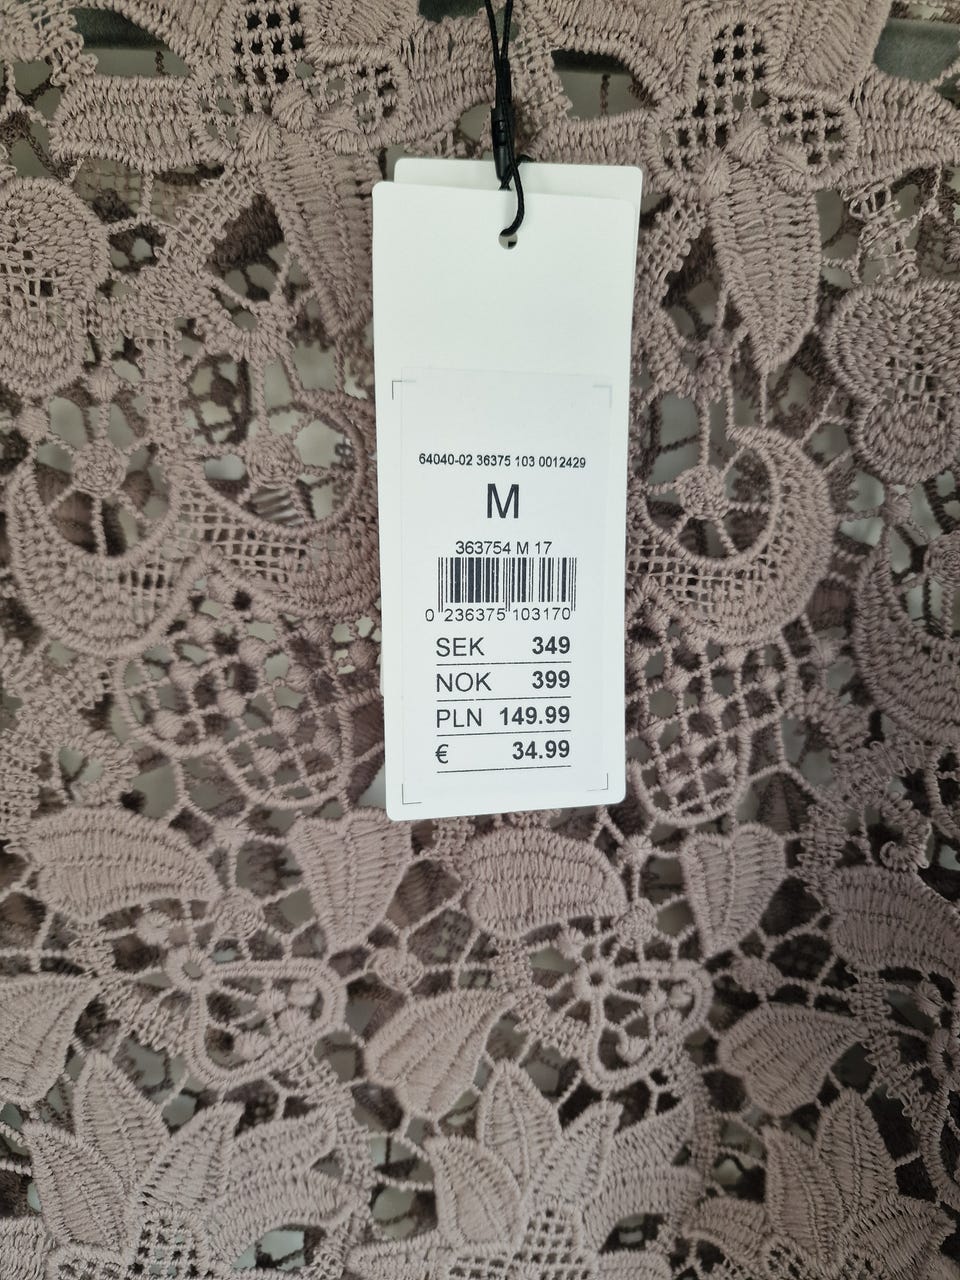 64040-02 36375 103 0012429
M
363754 M 17
0 236375 103170
SEK 349
NOK 399
PLN 149.99
€ 34.99